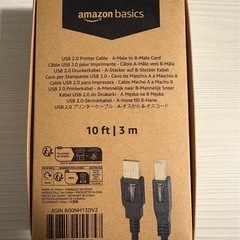 amazon basics
USB 2.0 Printer Cable - A-Male to B-Male Cord
Câble USB 2.0 pour Imprimante - Câble A-Mâle vers B-Mâle
USB 2.0-Druckerkabel - A-Stecker auf B-Stecker Kabel
Cavo per Stampante USB 2.0 - Cavo da Maschio A a Maschio B
Cable para Impresora USB 2.0 - Cable de Macho A a Macho B
USB 2.0 Printerkabel - A-Mannelijk naar B-Mannelijk Snoer
Kabel USB 2.0 do Drukarki - A Męska na B Męska
USB 2.0-Skrivarkabel - A-Hane till B-Hane
USB 2.0 プリンターケーブル - A-オスから B-オスコード
10 ft | 3 m
ASIN B00NH13DV2